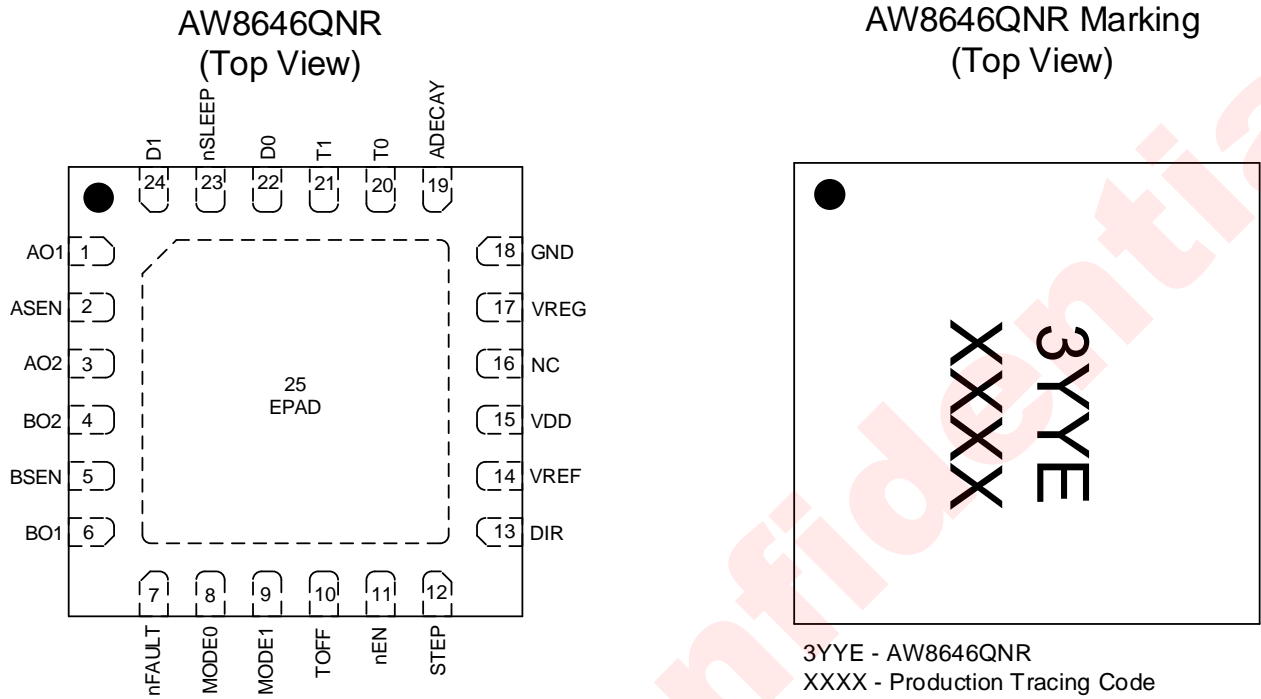 AW8646QNR
(Top View)
D1
nSLEEP
D0
T1
T0
ADECAY
24
23
22
21
20
19
AO1 1
ASEN 2
AO2 3
BO2 4
BSEN 5
BO1 6
25
EPAD
18 GND
17 VREG
16 NC
15 VDD
14 VREF
13 DIR
7
8
9
10
11
12
nFAULT
MODE0
MODE1
TOFF
nEN
STEP
AW8646QNR Marking
(Top View)
3YYE
XXXX
3YYE - AW8646QNR
XXXX - Production Tracing Code
nfidentia